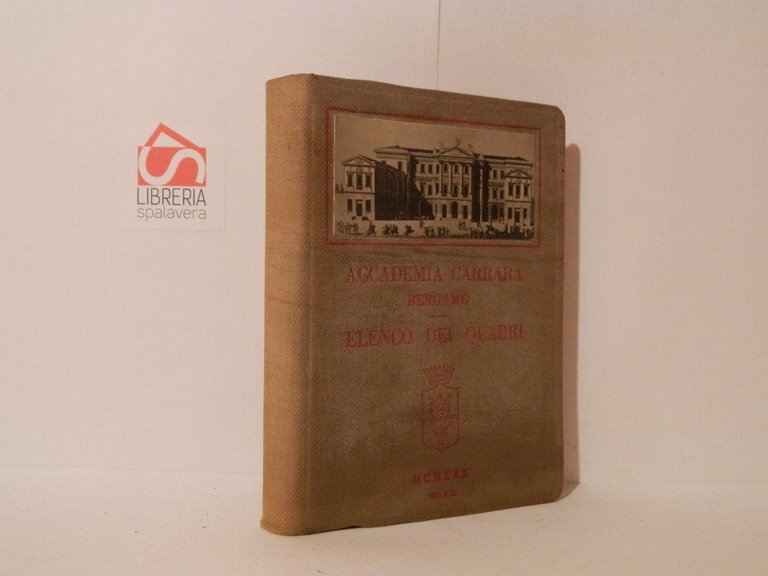 LIBRERIA
spalavera
ACCADEMIA CARRARA
BERGAMO
ELENCO DEI QUADRI
MCMXXX